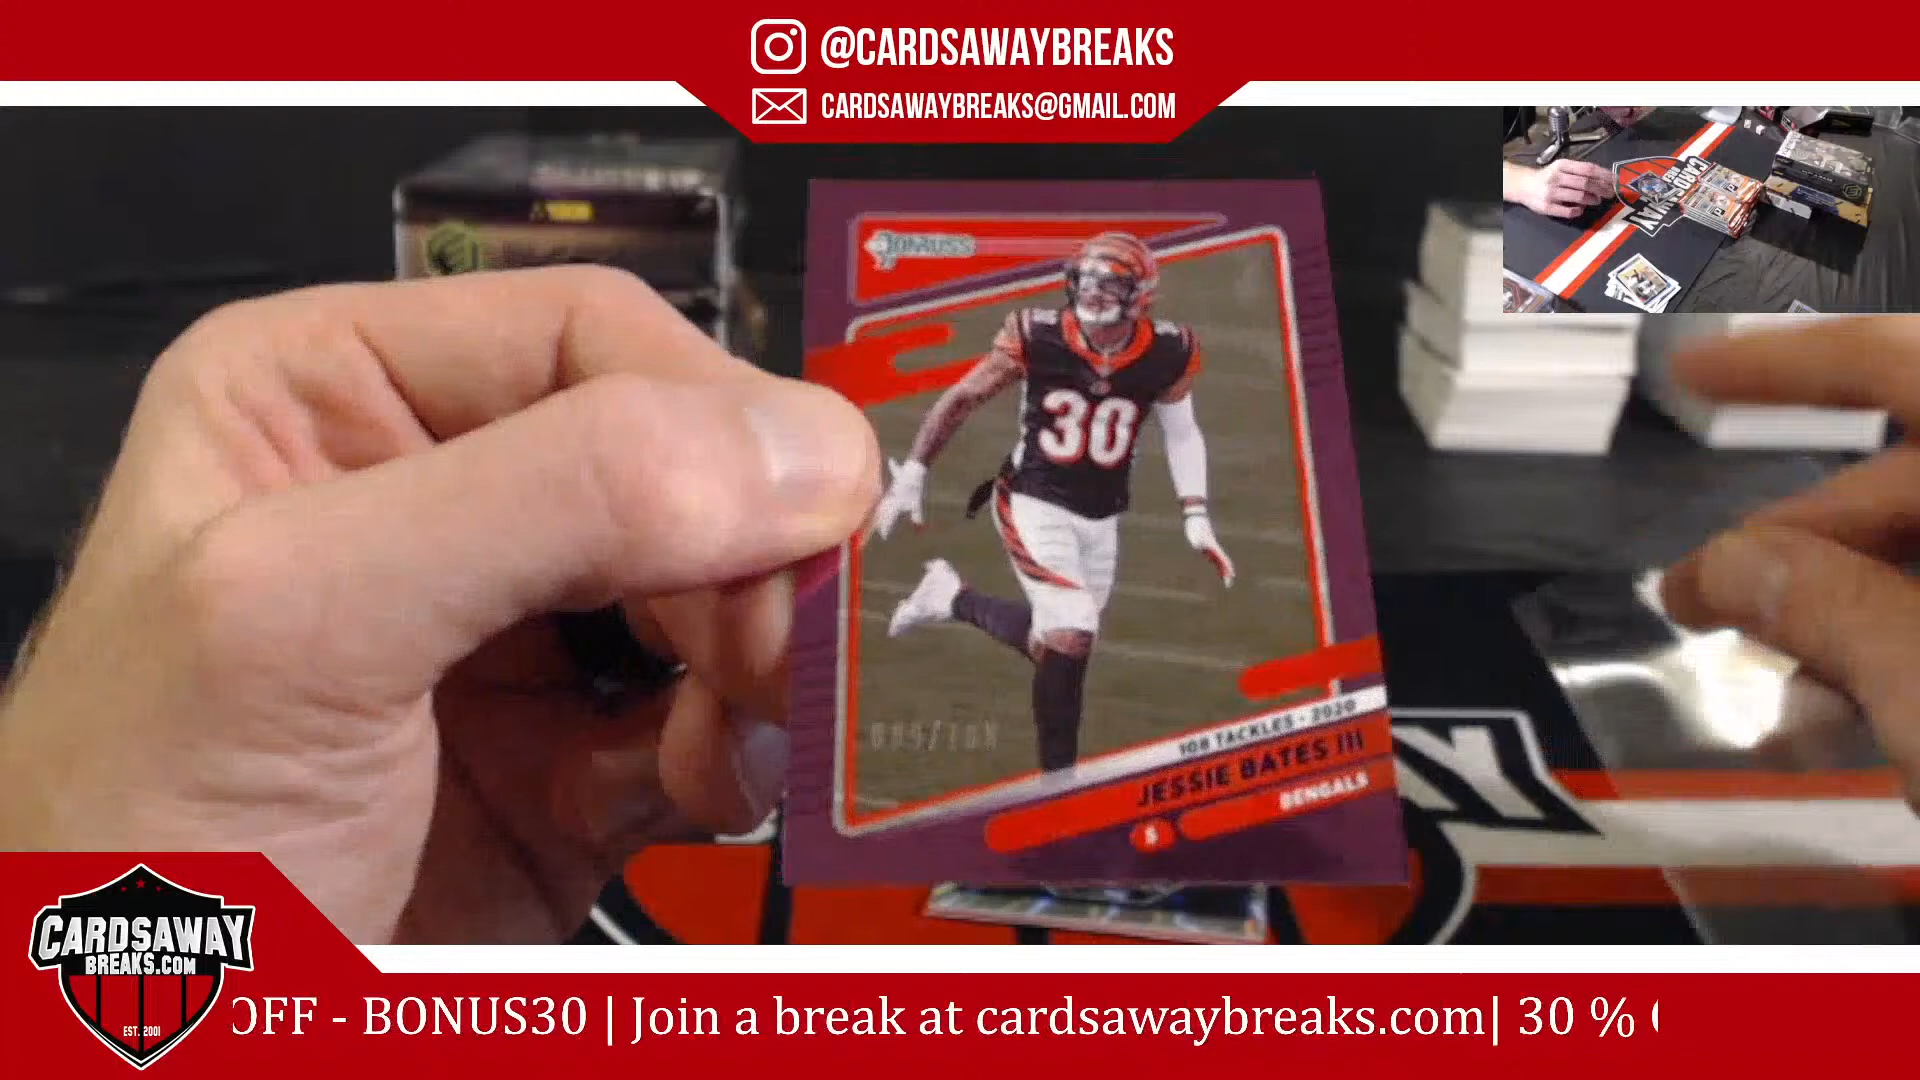 @CARDSAWAYBREAKS
CARDSAWAYBREAKS@GMAIL.COM
DONRUSS
30
108 TACKLES • 2020
JESSIE BATES III
BENGALS
S
CARDSAWAY
BREAKS.COM
EST. 2001
OFF - BONUS30 | Join a break at cardsawaybreaks.com| 30 %